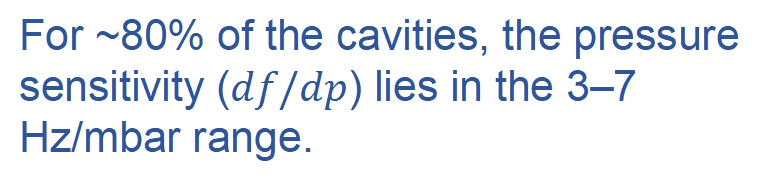 For ~80% of the cavities, the pressure
sensitivity (df/dp) lies in the 3–7
Hz/mbar range.